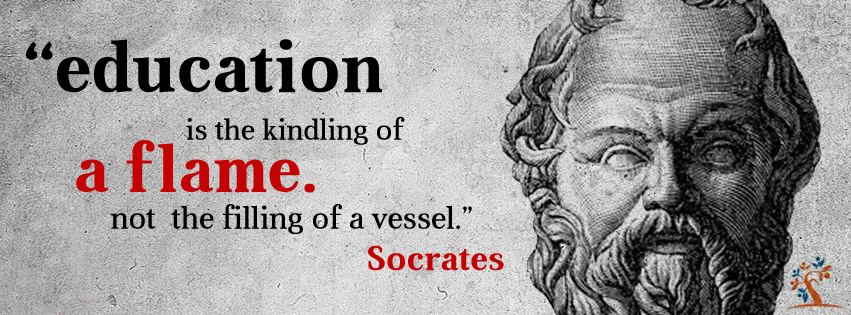 “education
is the kindling of
a flame.
not the filling of a vessel.”
Socrates